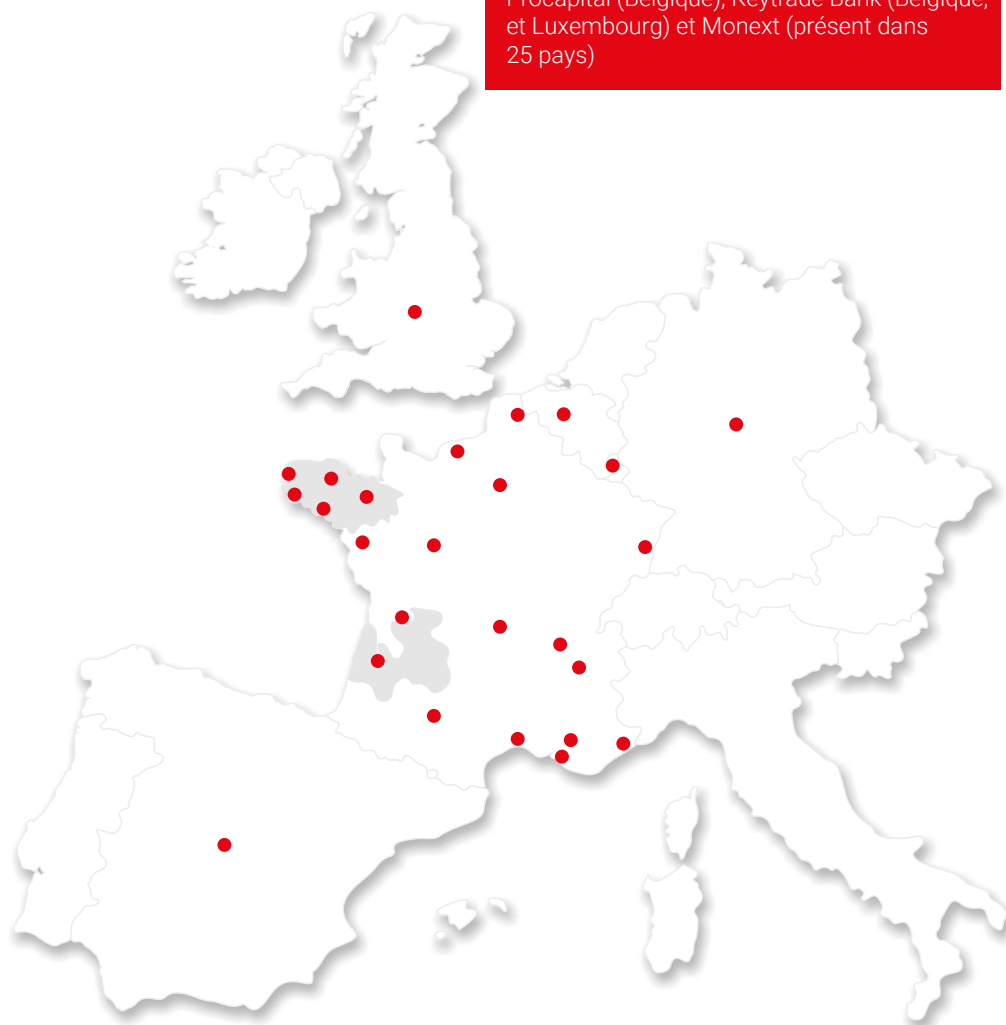 Procapital (Belgique), Keytrade Bank (Belgique,
et Luxembourg) et Monext (présent dans
25 pays)